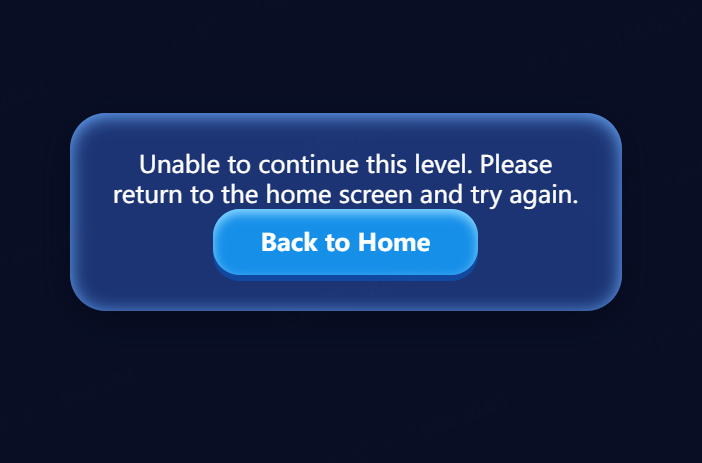 Unable to continue this level. Please
return to the home screen and try again.
Back to Home